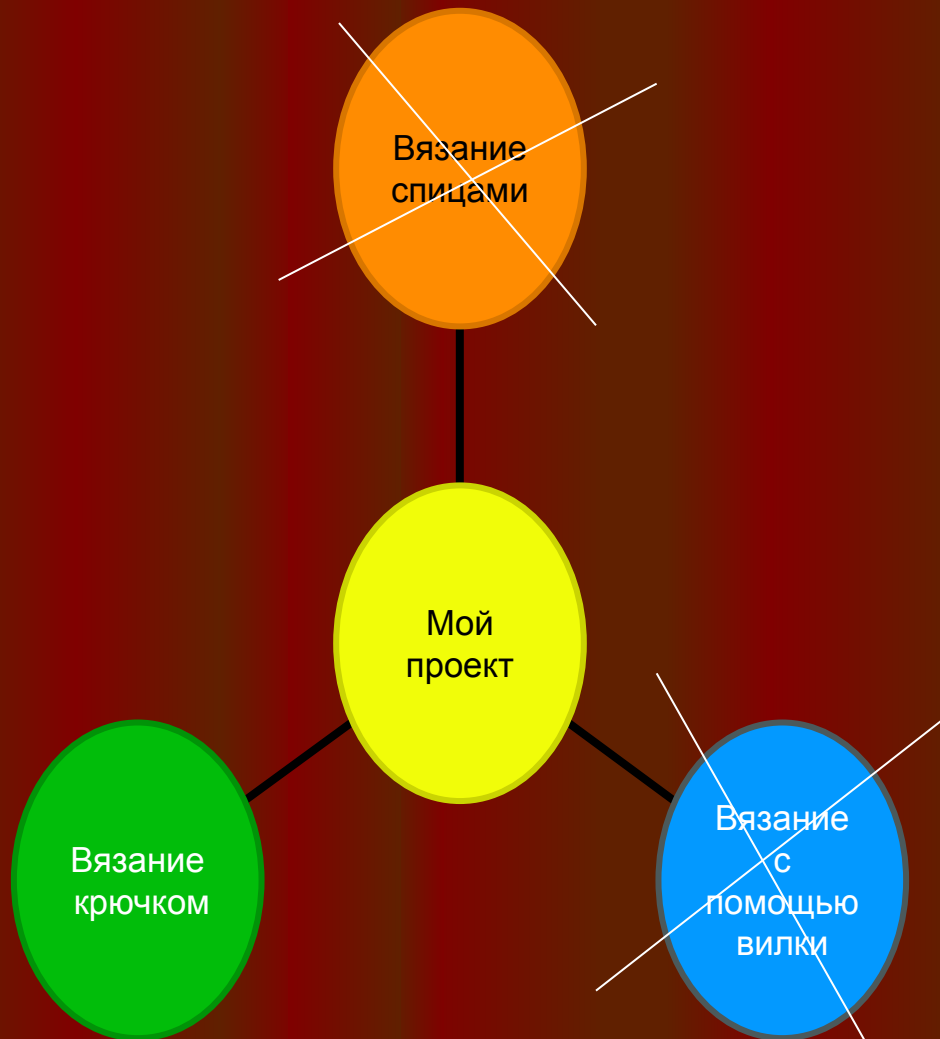 Вязание
спицами
Мой
проект
Вязание
крючком
Вязание
с
помощью
вилки